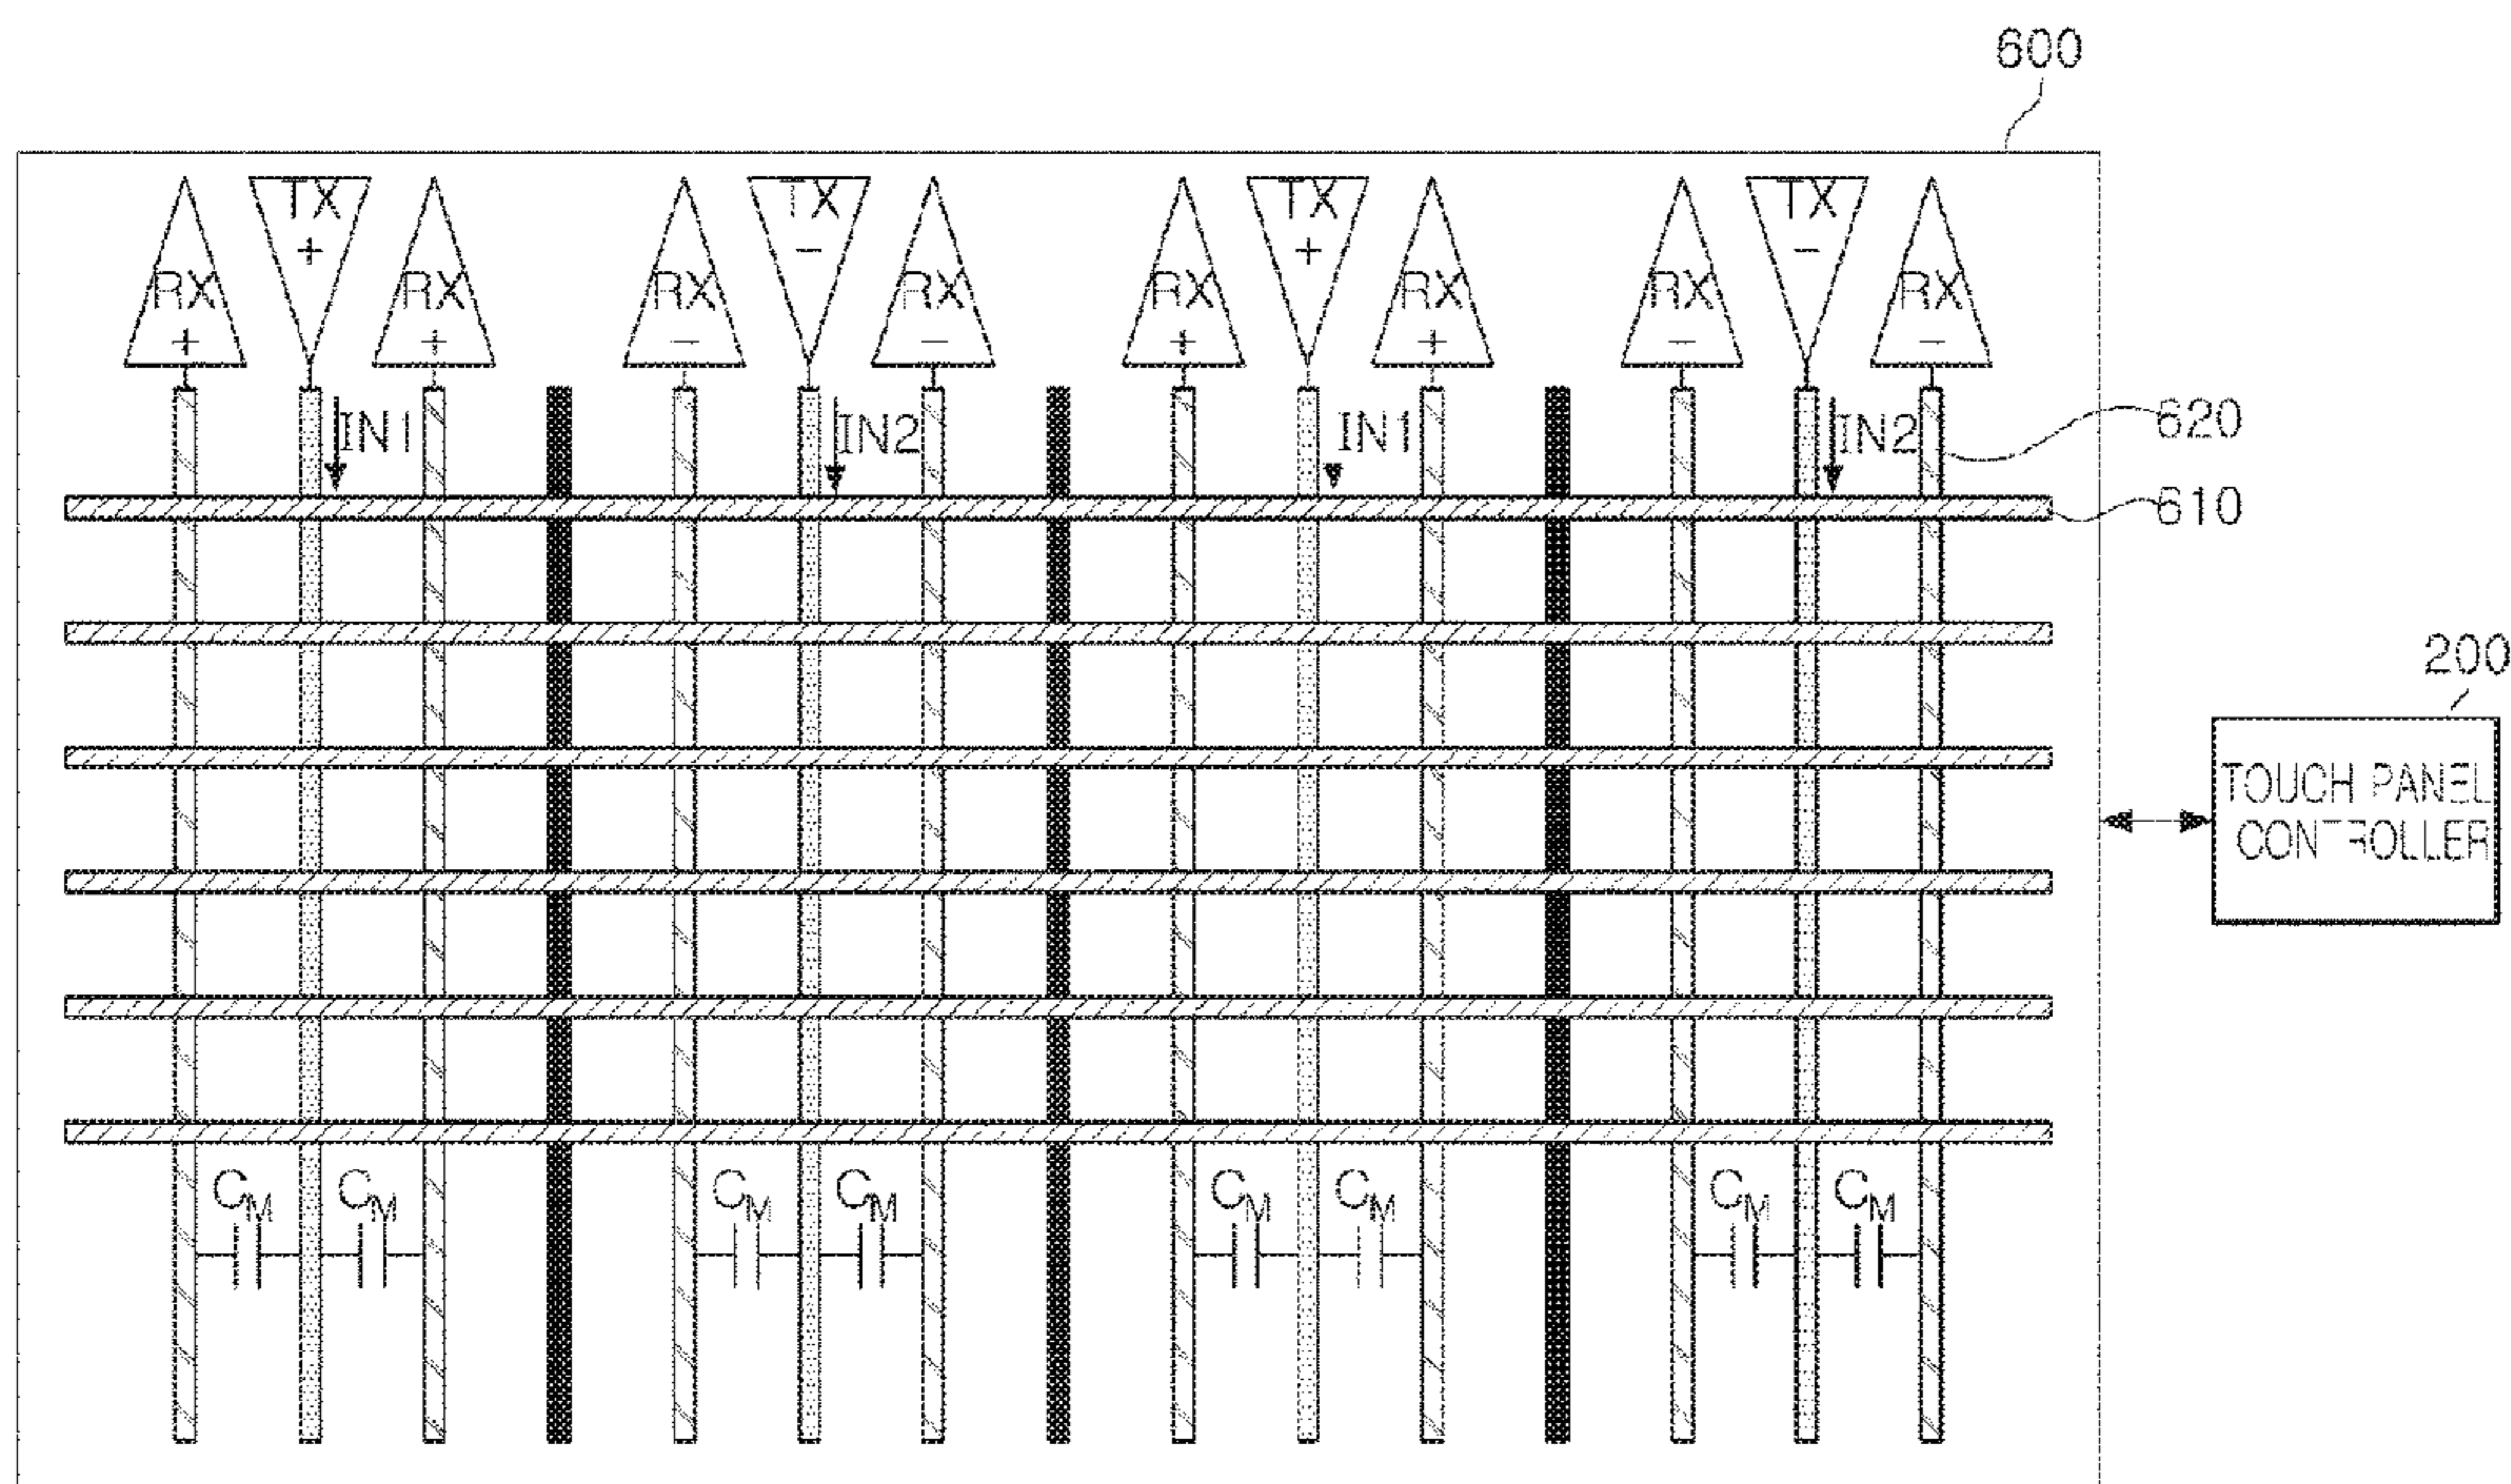 600
TX TX TX TX
+ - + -
RX RX RX RX RX RX RX RX
+ + - - + + - -
IN1 IN2 IN1 IN2
620
610
200
TOUCH PANEL
CONTROLLER
CM CM CM CM CM CM CM CM